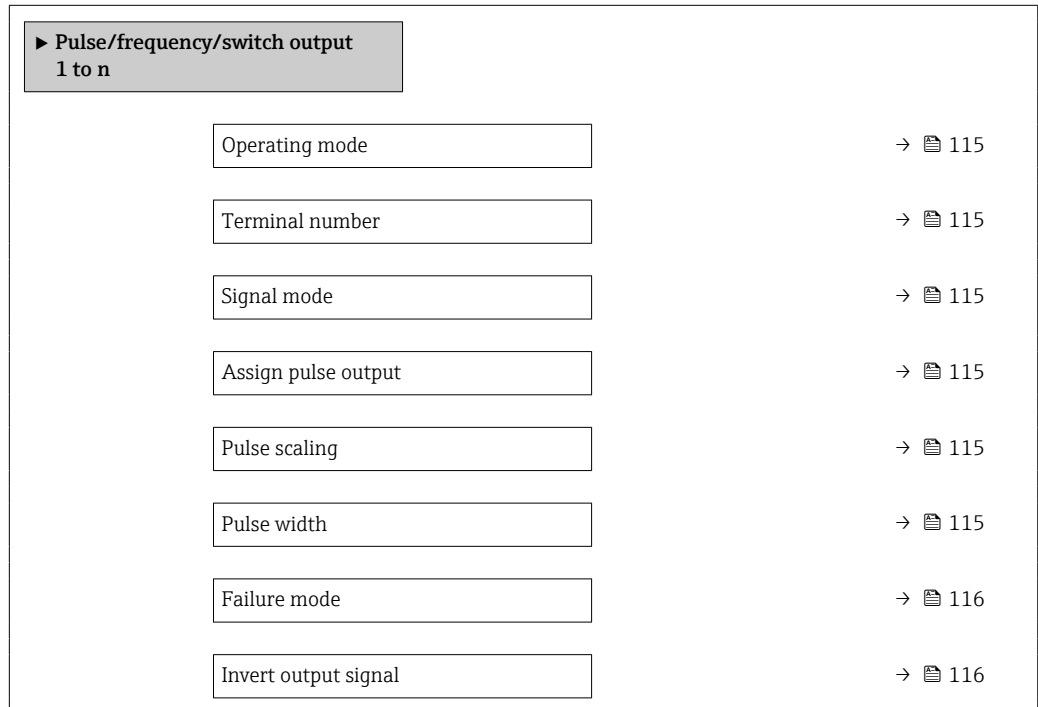 ▶ Pulse/frequency/switch output
1 to n
Operating mode → 115
Terminal number → 115
Signal mode → 115
Assign pulse output → 115
Pulse scaling → 115
Pulse width → 115
Failure mode → 116
Invert output signal → 116